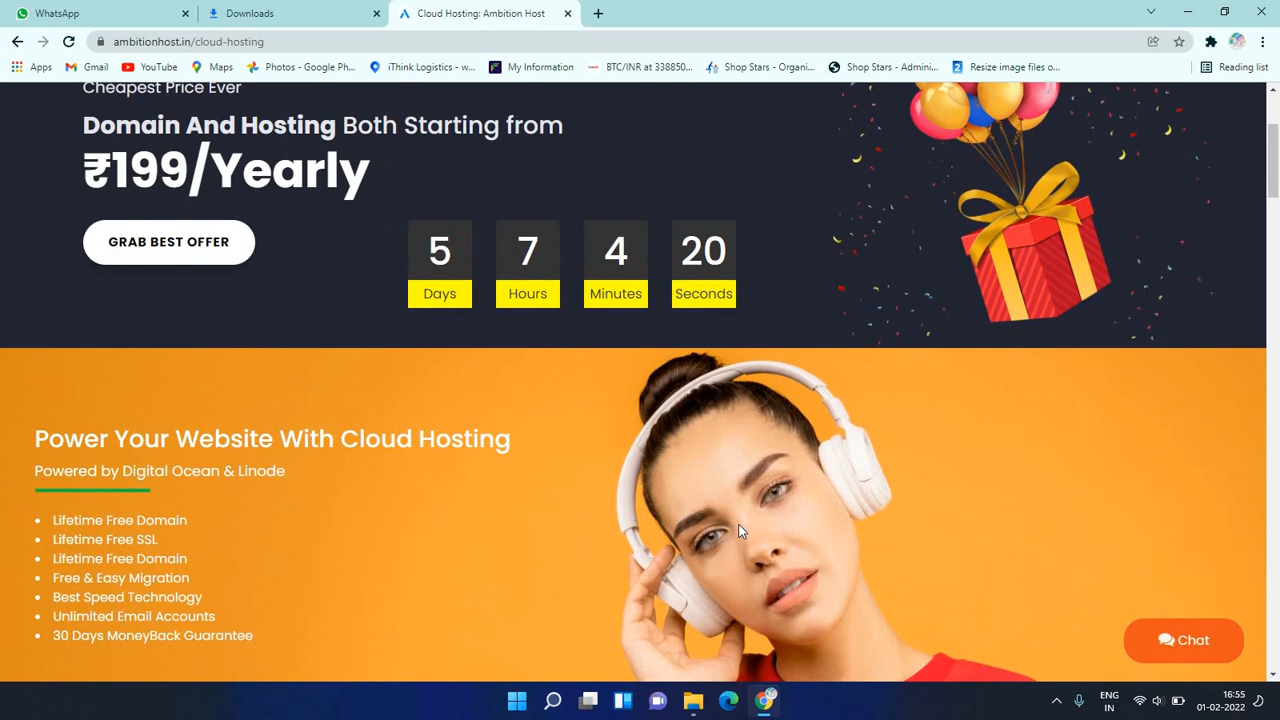 WhatsApp
Downloads
Cloud Hosting: Ambition Host
ambitionhost.in/cloud-hosting
Apps
Gmail
YouTube
Maps
Photos - Google Ph...
iThink Logistics - w...
My Information
BTC/INR at 338850...
Shop Stars - Organi...
Shop Stars - Admini...
2 Resize image files o...
Reading list
Cheapest Price Ever
Domain And Hosting Both Starting from
₹199/Yearly
GRAB BEST OFFER
5
7
4
20
Days
Hours
Minutes
Seconds
Power Your Website With Cloud Hosting
Powered by Digital Ocean & Linode
• Lifetime Free Domain
• Lifetime Free SSL
• Lifetime Free Domain
• Free & Easy Migration
• Best Speed Technology
• Unlimited Email Accounts
• 30 Days MoneyBack Guarantee
Chat
ENG
IN
16:55
01-02-2022